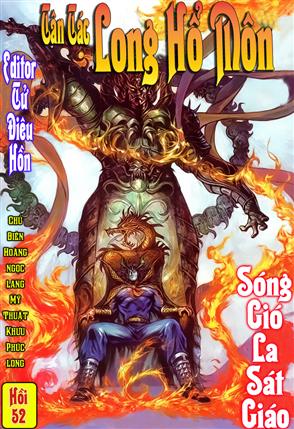 Tân Tác Long Hổ Môn
Editor
Tử
Điệu
Hồn
Chủ
Biên
Hoàng
Ngọc
Lang
Mỹ
Thuật
Khưu
Phúc
Long
Sóng
Gió
La
Sát
Giáo
Hồi
52